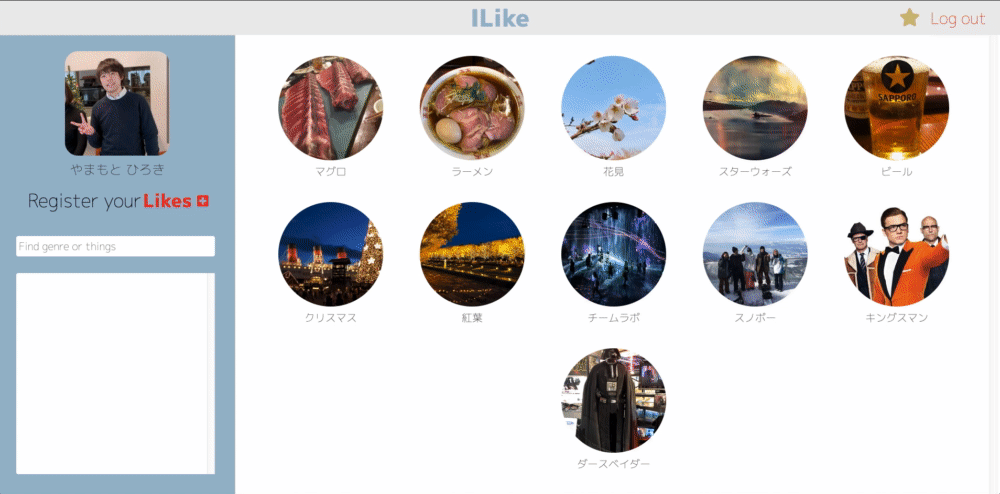 ILike
Log out
やまもと ひろき
Register your Likes
Find genre or things
マグロ
ラーメン
花見
スターウォーズ
ビール
SAPPORO
クリスマス
紅葉
チームラボ
スノボー
キングスマン
ダースベイダー